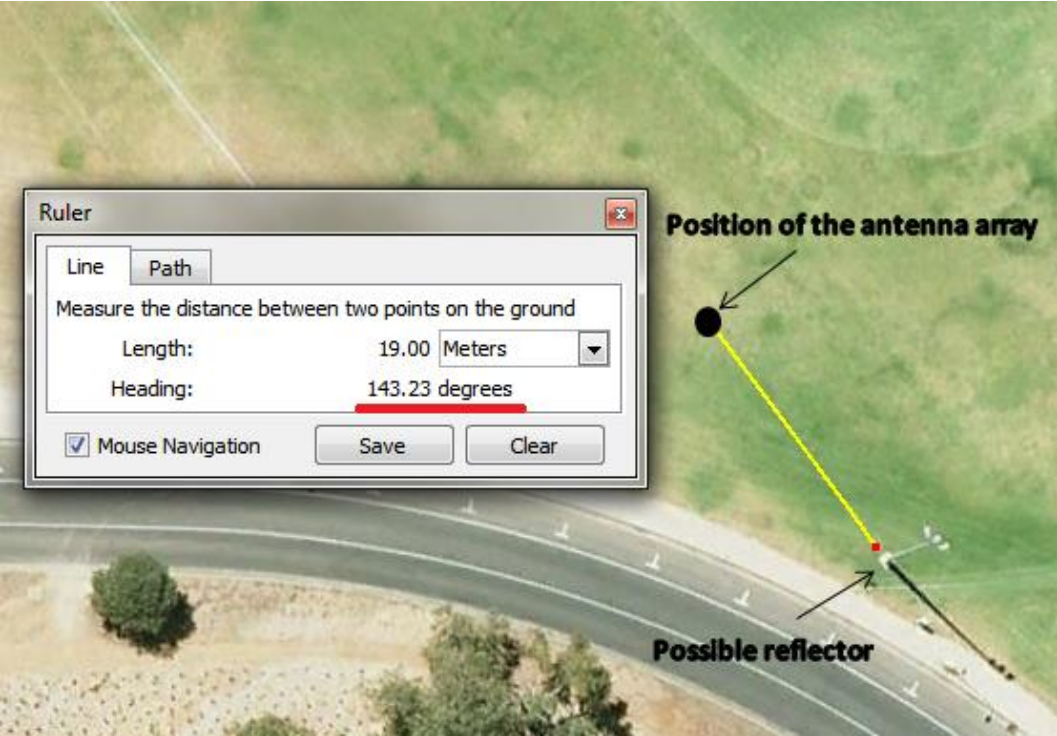 Ruler
Position of the antenna array
Line Path
Measure the distance between two points on the ground
Length: 19.00 Meters
Heading: 143.23 degrees
Mouse Navigation Save Clear
Possible reflector